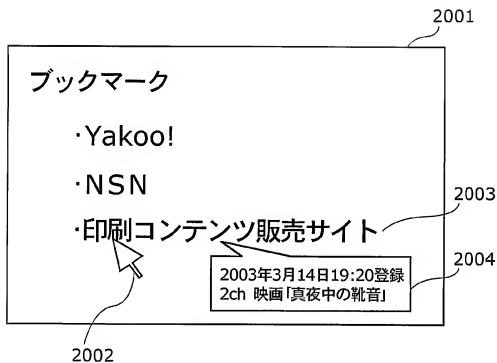 2001
ブックマーク
・Yakoo!
・NSN
・印刷コンテンツ販売サイト
2003
2003年3月14日19:20登録
2ch 映画「真夜中の靴音」
2004
2002